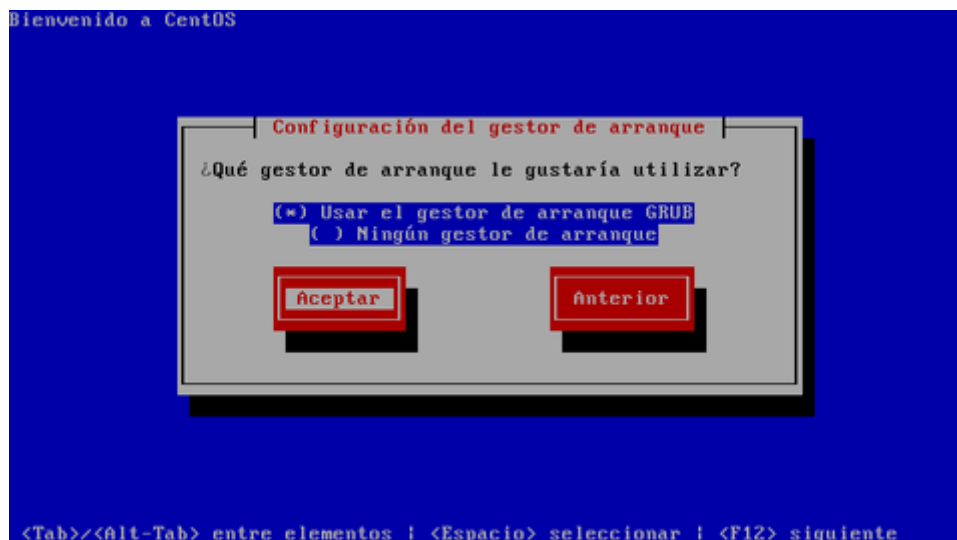 Bienvenido a CentOS
Configuración del gestor de arranque
¿Qué gestor de arranque le gustaría utilizar?
(*) Usar el gestor de arranque GRUB
( ) Ningún gestor de arranque
Aceptar
Anterior
<Tab>/<Alt-Tab> entre elementos | <Espacio> seleccionar | <F12> siguiente